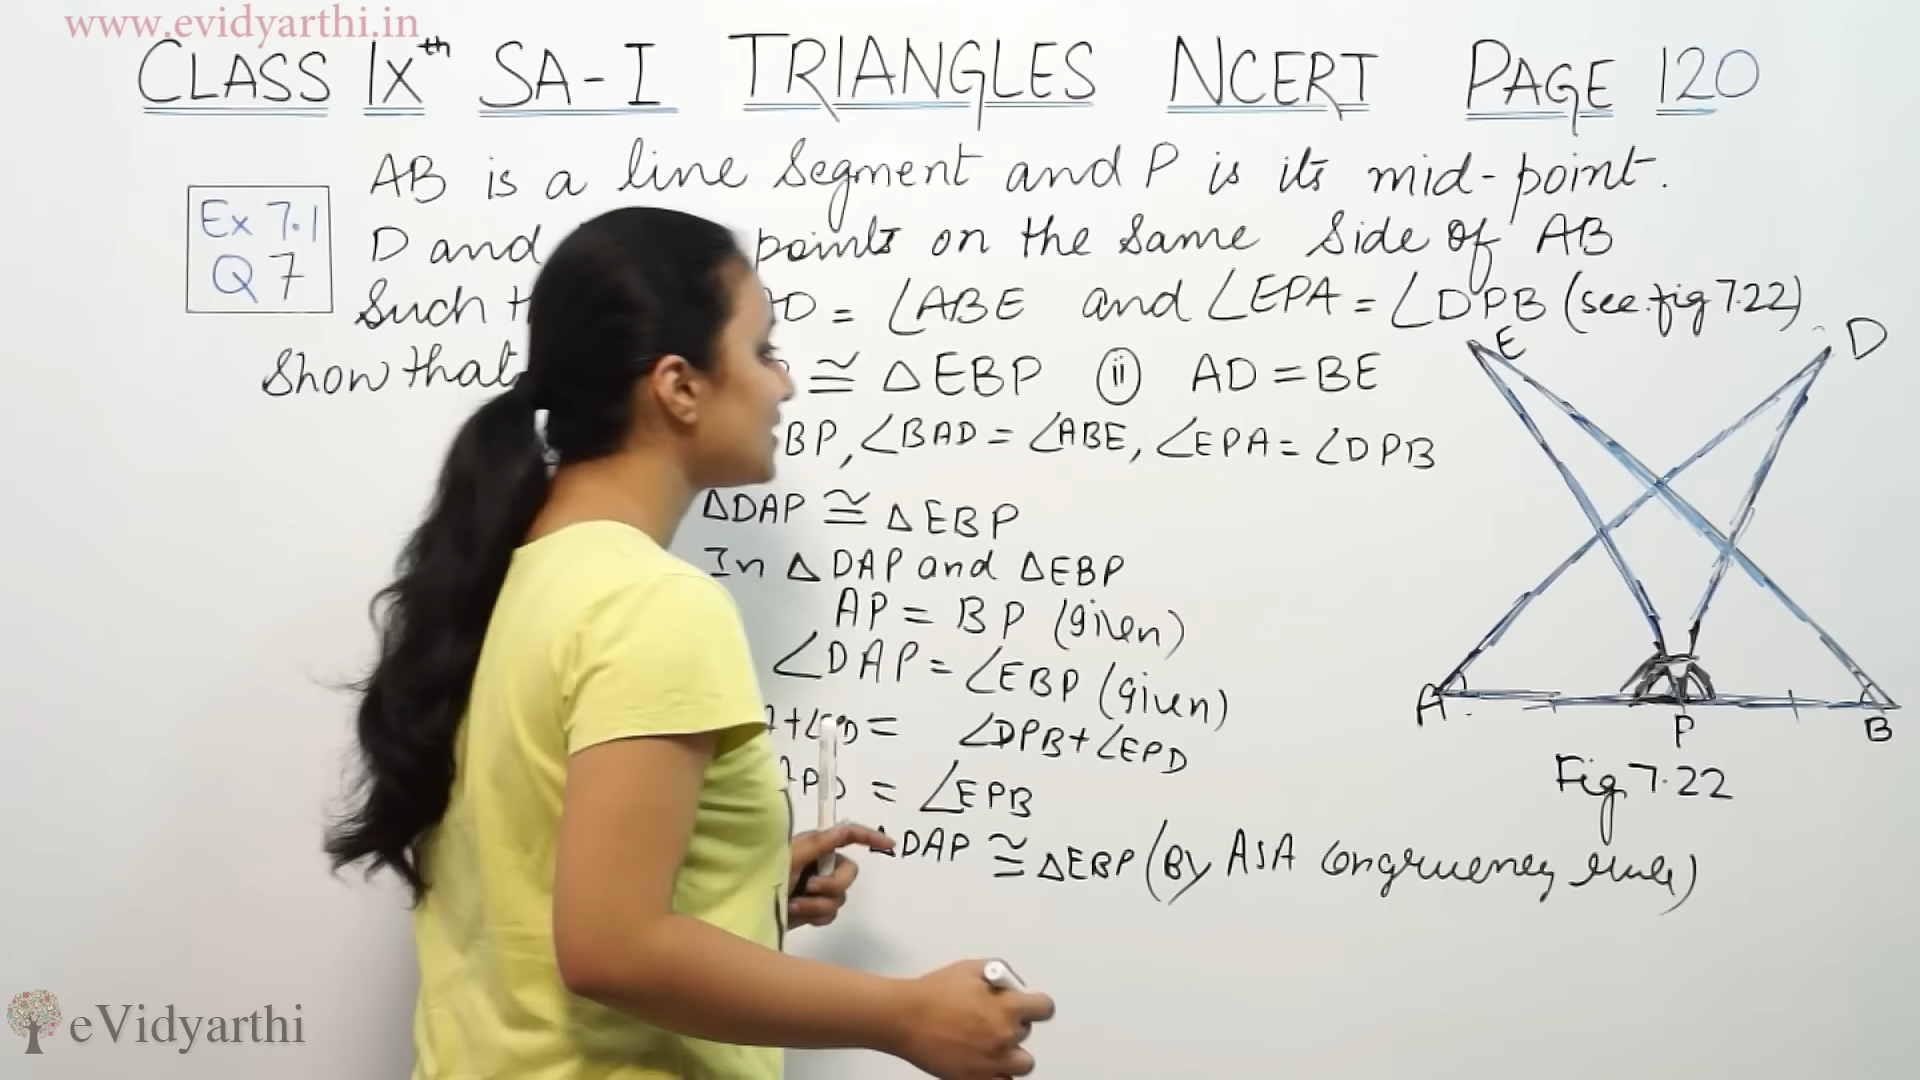 www.evidyarthi.in
CLASS IXth SA-I TRIANGLES NCERT PAGE 120
Ex 7.1
Q 7
AB is a line segment and P is its mid-point.
D and points on the same side of AB
Such = ∠ABE and ∠EPA = ∠DPB (see fig 7.22)
Show that ≅ △EBP (ii) AD = BE
BP, ∠BAD = ∠ABE, ∠EPA = ∠DPB
△DAP ≅ △EBP
In △DAP and △EBP
AP = BP (given)
∠DAP = ∠EBP (given)
= ∠DPB + ∠EPD
= ∠EPB
△DAP ≅ △EBP (By ASA Congruency rule)
E
D
A
P
B
Fig 7.22
eVidyarthi